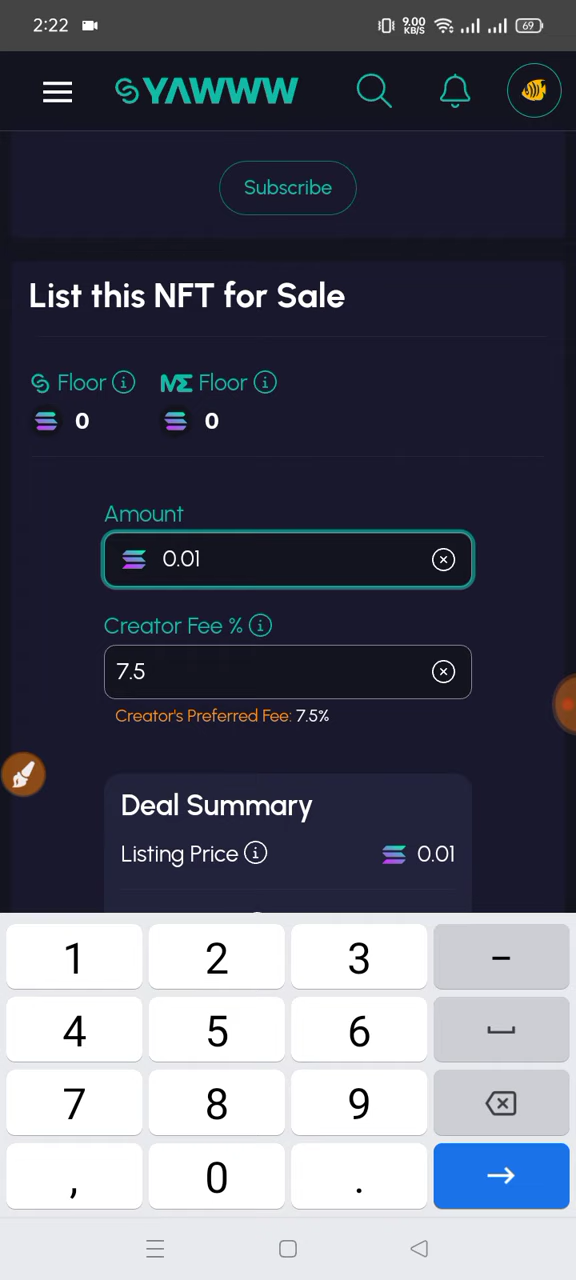 2:22 9.00 KB/S 69
YAWWW
Subscribe
List this NFT for Sale
Floor ME Floor
0 0
Amount
0.01
Creator Fee %
7.5
Creator's Preferred Fee: 7.5%
Deal Summary
Listing Price 0.01
1 2 3 –
4 5 6
7 8 9
, 0 .